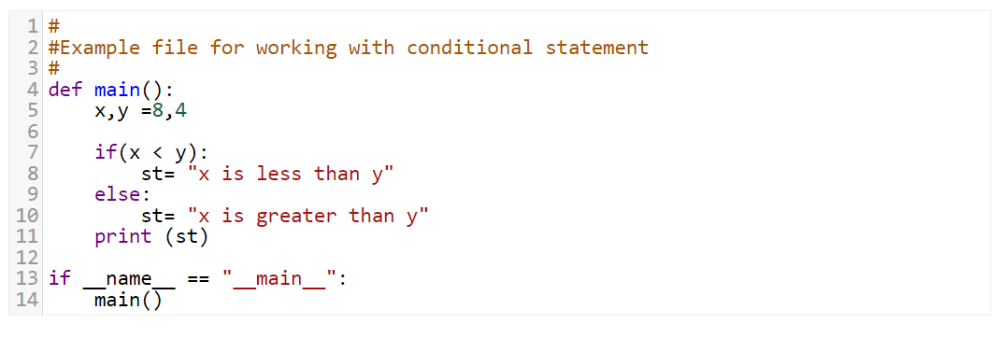 1 #
2 #Example file for working with conditional statement
3 #
4 def main():
5     x,y =8,4
6
7     if(x < y):
8         st= "x is less than y"
9     else:
10         st= "x is greater than y"
11     print (st)
12
13 if __name__ == "__main__":
14     main()